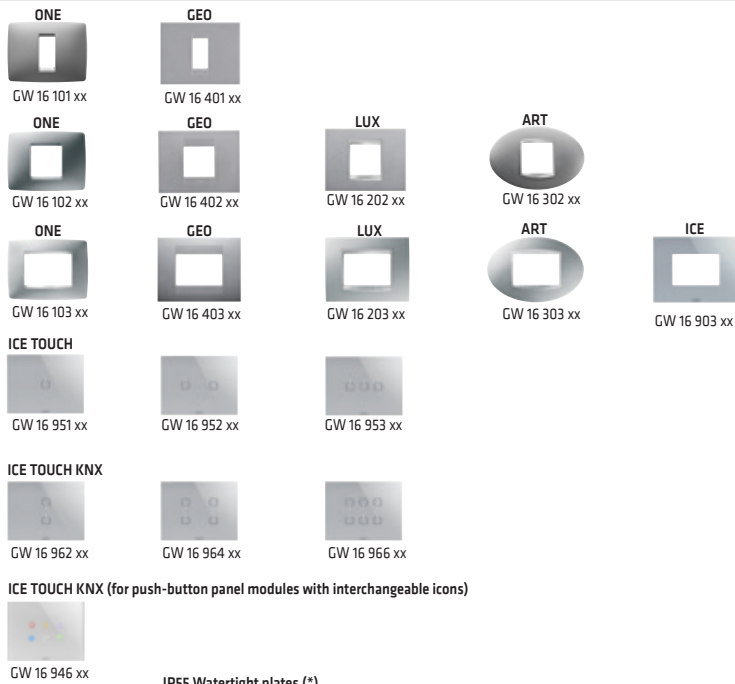 ONE GEO
GW 16 101 xx GW 16 401 xx
ONE GEO LUX ART
GW 16 102 xx GW 16 402 xx GW 16 202 xx GW 16 302 xx
ONE GEO LUX ART ICE
GW 16 103 xx GW 16 403 xx GW 16 203 xx GW 16 303 xx GW 16 903 xx
ICE TOUCH
GW 16 951 xx GW 16 952 xx GW 16 953 xx
ICE TOUCH KNX
GW 16 962 xx GW 16 964 xx GW 16 966 xx
ICE TOUCH KNX (for push-button panel modules with interchangeable icons)
GW 16 946 xx
IP55 Watertight plates (*)